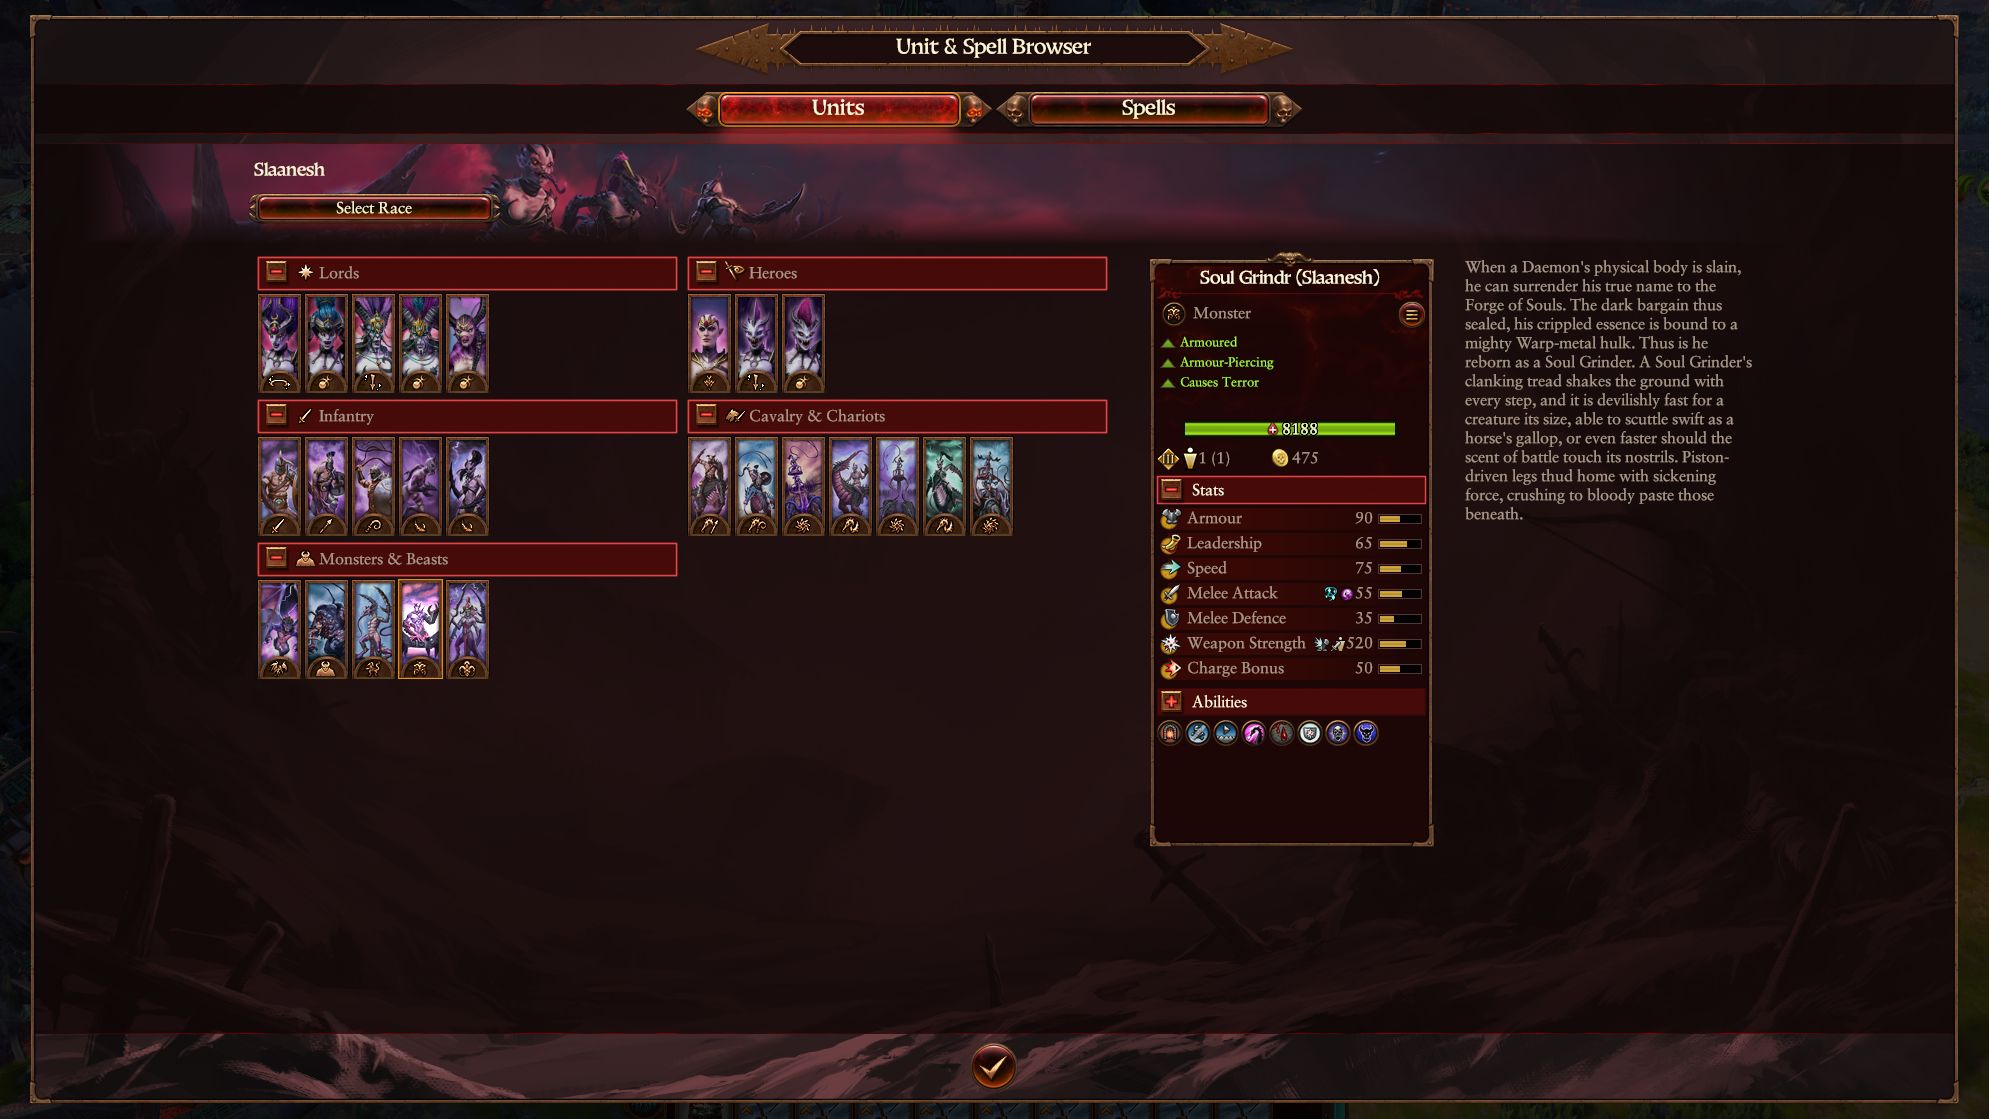 Unit & Spell Browser
Units
Spells
Slaanesh
Select Race
Lords
Heroes
Infantry
Cavalry & Chariots
Monsters & Beasts
Soul Grindr (Slaanesh)
Monster
Armoured
Armour-Piercing
Causes Terror
8188
1 (1)
475
Stats
Armour 90
Leadership 65
Speed 75
Melee Attack 55
Melee Defence 35
Weapon Strength 520
Charge Bonus 50
Abilities
When a Daemon's physical body is slain,
he can surrender his true name to the
Forge of Souls. The dark bargain thus
sealed, his crippled essence is bound to a
mighty Warp-metal hulk. Thus is he
reborn as a Soul Grinder. A Soul Grinder's
clanking tread shakes the ground with
every step, and it is devilishly fast for a
creature its size, able to scuttle swift as a
horse's gallop, or even faster should the
scent of battle touch its nostrils. Piston-
driven legs thud home with sickening
force, crushing to bloody paste those
beneath.